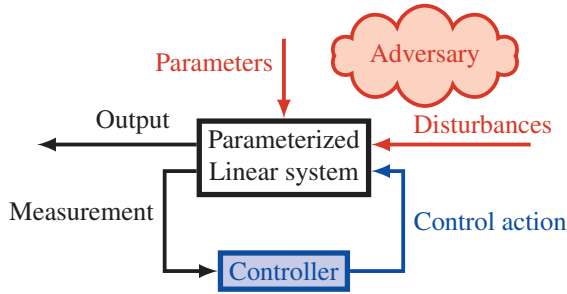 Adversary
Parameters
Output
Parameterized
Linear system
Disturbances
Measurement
Control action
Controller